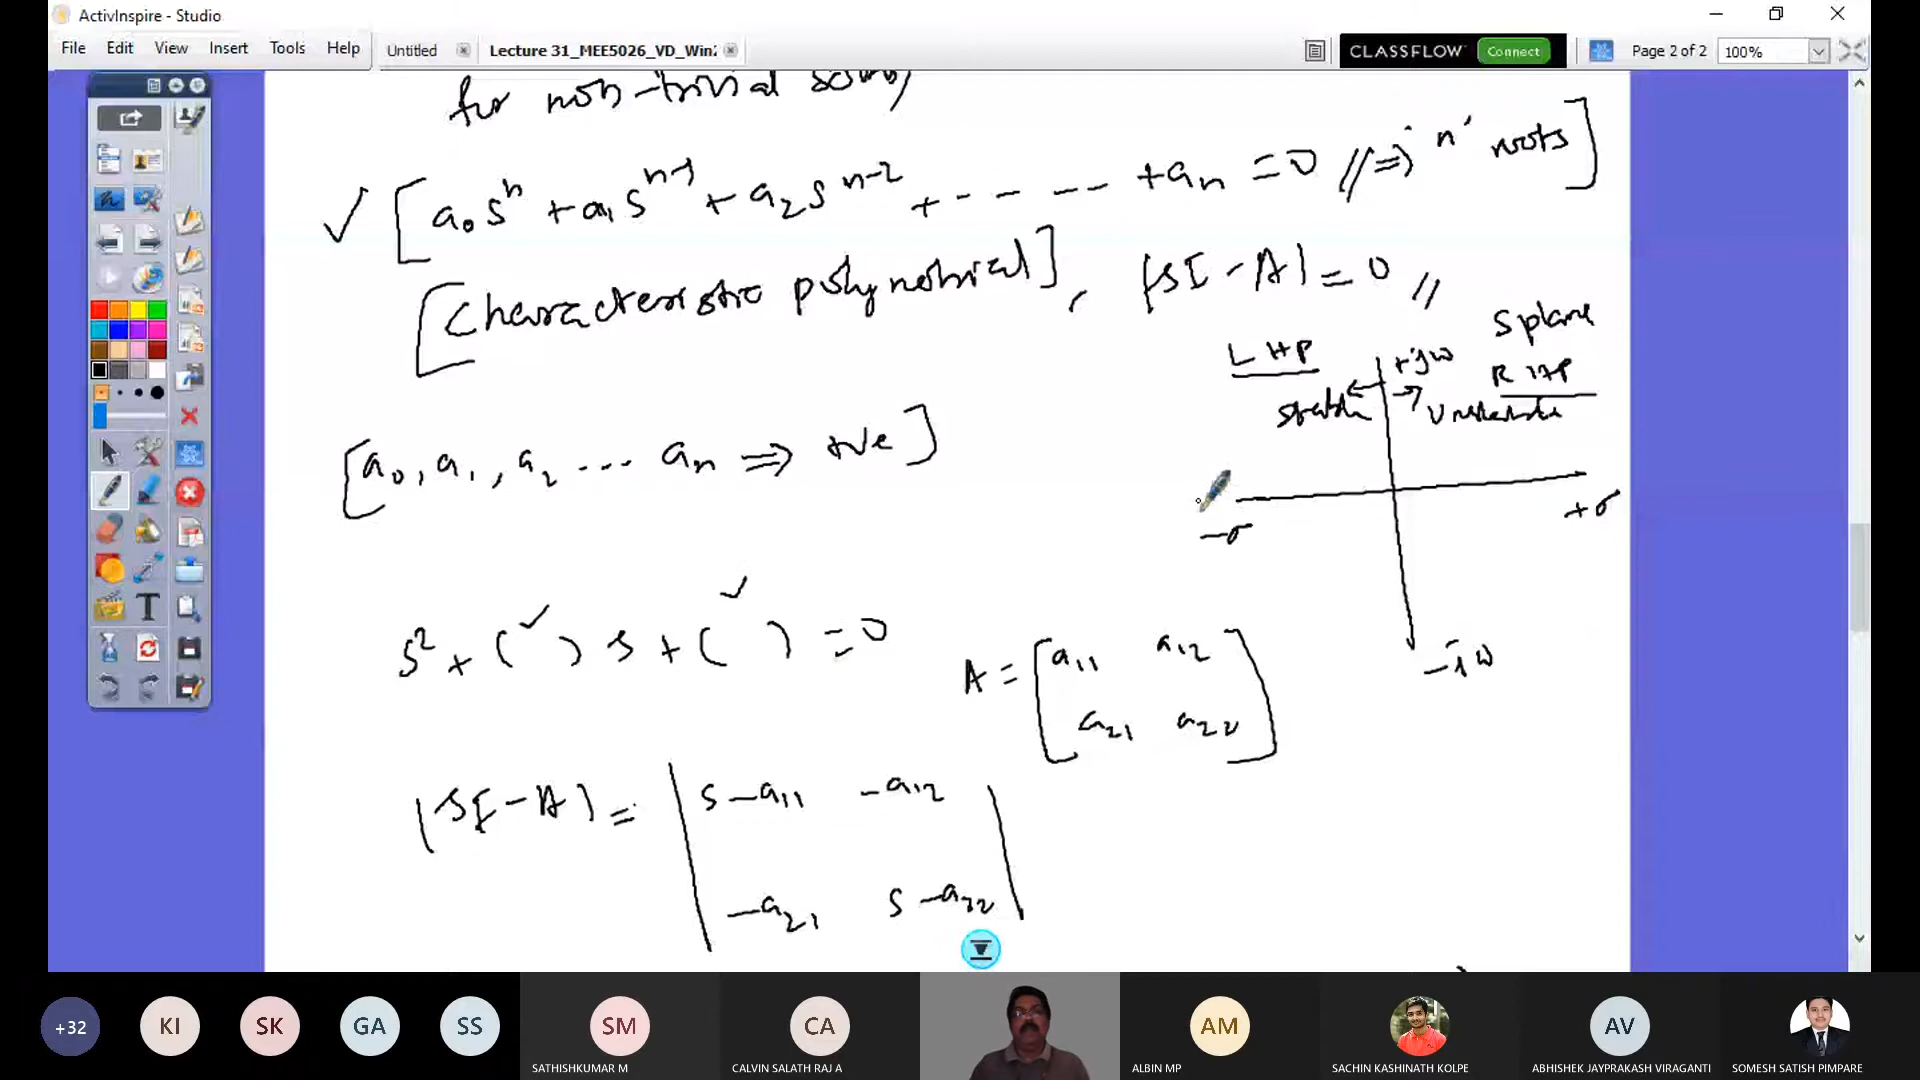 ActivInspire - Studio
File Edit View Insert Tools Help
Untitled
Lecture 31_MEE5026_VD_Win2
CLASSFLOW Connect
Page 2 of 2
100%
for non-trivial
a₀sⁿ + a₁sⁿ⁻¹ + a₂sⁿ⁻² + - - - - - + aₙ = 0 // ⇒ 'n' roots
[Characteristic polynomial], |sI - A| = 0 //
S plane
LHP +jω RHP
stable Unstable
[a₀, a₁, a₂ ... aₙ ⇒ +ve]
-σ +σ
s² + (✓) s + (✓) = 0
-jω
A = [a₁₁ a₁₂
a₂₁ a₂₂]
|sI - A| = | s - a₁₁ -a₁₂
-a₂₁ s - a₂₂ |
+32 KI SK GA SS SM CA AM AV
SATHISHKUMAR M
CALVIN SALATH RAJ A
ALBIN MP
SACHIN KASHINATH KOLPE
ABHISHEK JAYPRAKASH VIRAGANTI
SOMESH SATISH PIMPARE